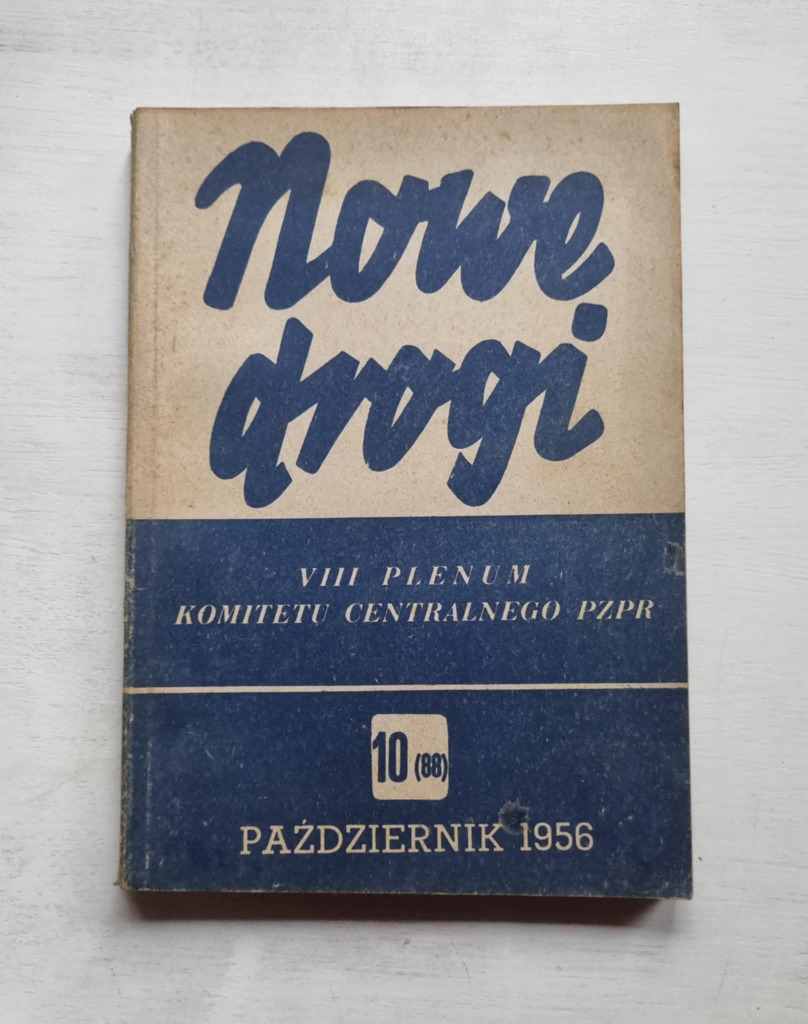 Nowe
drogi
VIII PLENUM
KOMITETU CENTRALNEGO PZPR
10 (88)
PAŹDZIERNIK 1956